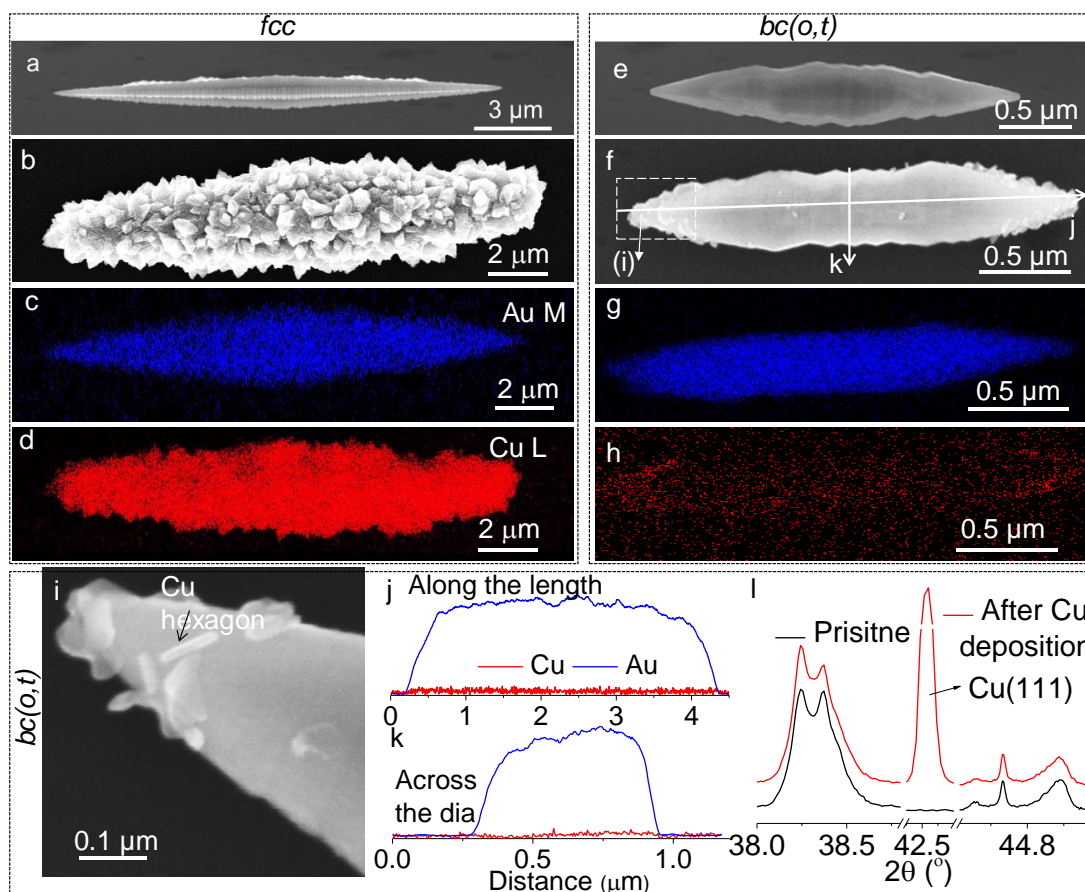 fcc
bc(o,t)
a
3 µm
e
0.5 µm
b
2 µm
f
(i)
k
j
0.5 µm
c
Au M
2 µm
g
0.5 µm
d
Cu L
2 µm
h
0.5 µm
bc(o,t)
i
Cu
hexagon
0.1 µm
j
Along the length
Cu
Au
0 1 2 3 4
k
Across
the dia
0.0 0.5 1.0
Distance (µm)
l
After Cu
deposition
Prisitne
Cu(111)
38.0 38.5 42.5 44.8
2θ (°)